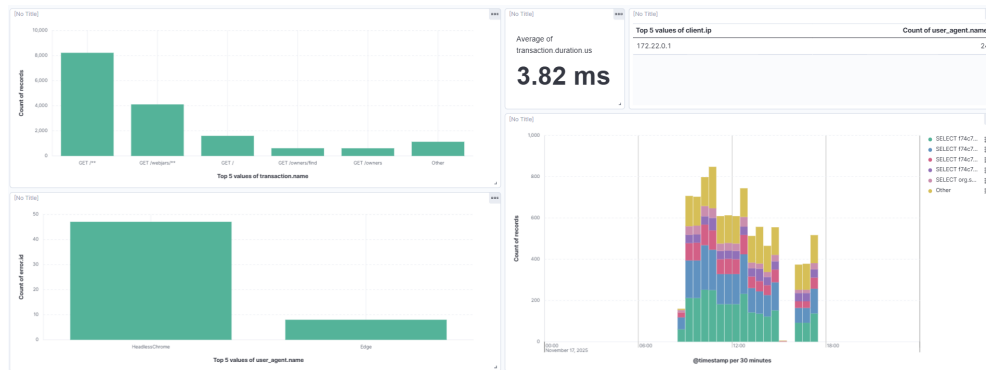 [No Title]
10,000
8,000
6,000
4,000
2,000
0
Count of records
GET /**
GET /webjars/**
GET /
GET /owners/find
GET /owners
Other
Top 5 values of transaction.name
[No Title]
50
40
30
20
10
0
Count of error.id
HeadlessChrome
Edge
Top 5 values of user_agent.name
[No Title]
Average of
transaction.duration.us
3.82 ms
[No Title]
Top 5 values of client.ip Count of user_agent.name
172.22.0.1
[No Title]
1,000
800
600
400
200
0
Count of records
00:00 06:00 12:00 18:00
November 17, 2025
@timestamp per 30 minutes
SELECT f74c7...
SELECT f74c7...
SELECT f74c7...
SELECT f74c7...
SELECT org.s...
Other